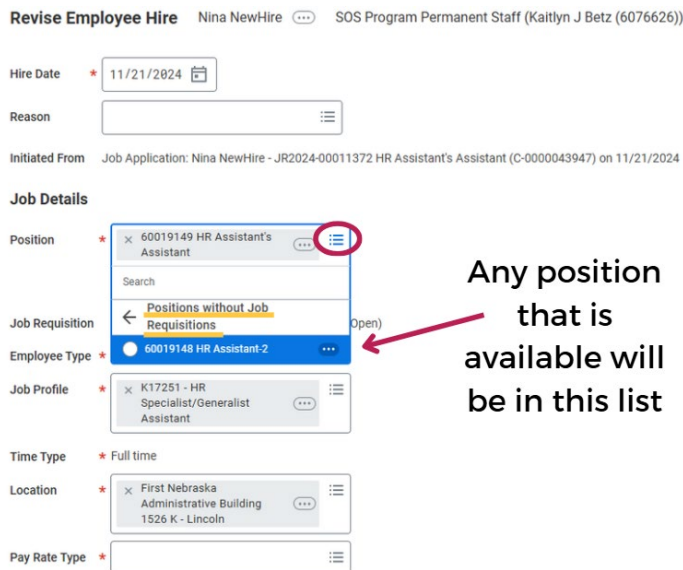 Revise Employee Hire Nina NewHire SOS Program Permanent Staff (Kaitlyn J Betz (6076626))
Hire Date * 11/21/2024
Reason
Initiated From Job Application: Nina NewHire - JR2024-00011372 HR Assistant's Assistant (C-0000043947) on 11/21/2024
Job Details
Position * × 60019149 HR Assistant's
Assistant
Search
Positions without Job
Requisitions
Job Requisition Open)
60019148 HR Assistant-2
Employee Type *
Job Profile * × K17251 - HR
Specialist/Generalist
Assistant
Time Type * Full time
Location * × First Nebraska
Administrative Building
1526 K - Lincoln
Pay Rate Type *
Any position
that is
available will
be in this list